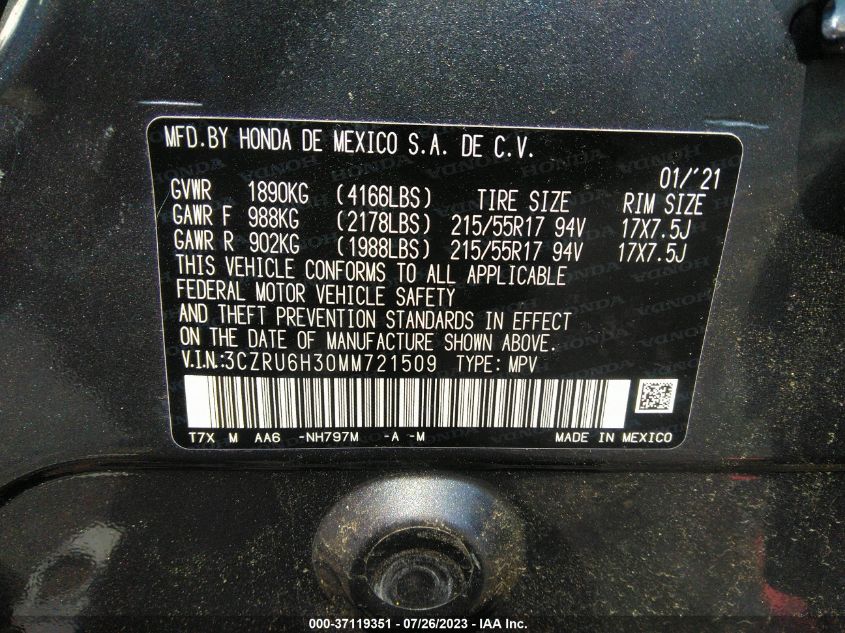 MFD.BY HONDA DE MEXICO S.A. DE C.V.
01/'21
GVWR 1890KG (4166LBS) TIRE SIZE RIM SIZE
GAWR F 988KG (2178LBS) 215/55R17 94V 17X7.5J
GAWR R 902KG (1988LBS) 215/55R17 94V 17X7.5J
THIS VEHICLE CONFORMS TO ALL APPLICABLE
FEDERAL MOTOR VEHICLE SAFETY
AND THEFT PREVENTION STANDARDS IN EFFECT
ON THE DATE OF MANUFACTURE SHOWN ABOVE.
V.I.N:3CZRU6H30MM721509 TYPE: MPV
T7X M AA6 -NH797M -A -M MADE IN MEXICO
000-37119351 - 07/26/2023 - IAA Inc.